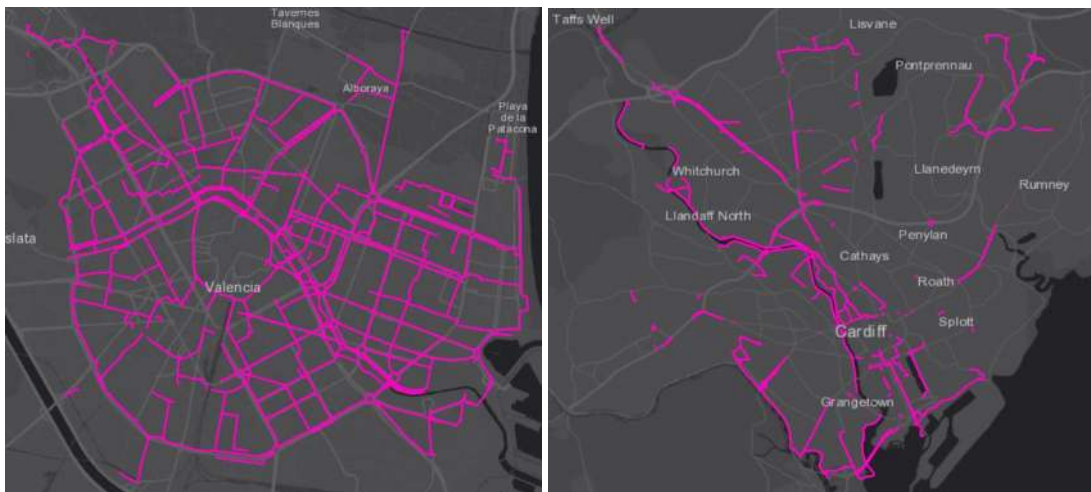 Tavernes
Blanques
Alboraya
Playa
de la
Patacona
slata
Valencia
Taffs Well
Lisvane
Pontprennau
Whitchurch
Llanedeyrn
Rumney
Llandaff North
Penylan
Cathays
Roath
Splott
Cardiff
Grangetown